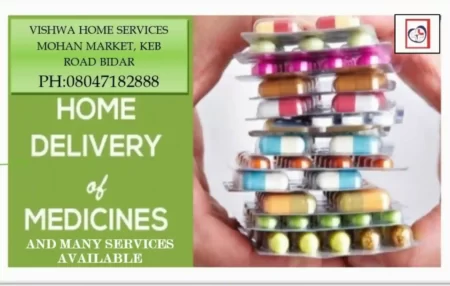 VISHWA HOME SERVICES
MOHAN MARKET, KEB
ROAD BIDAR
PH:08047182888
HOME
DELIVERY
of
MEDICINES
AND MANY SERVICES
AVAILABLE